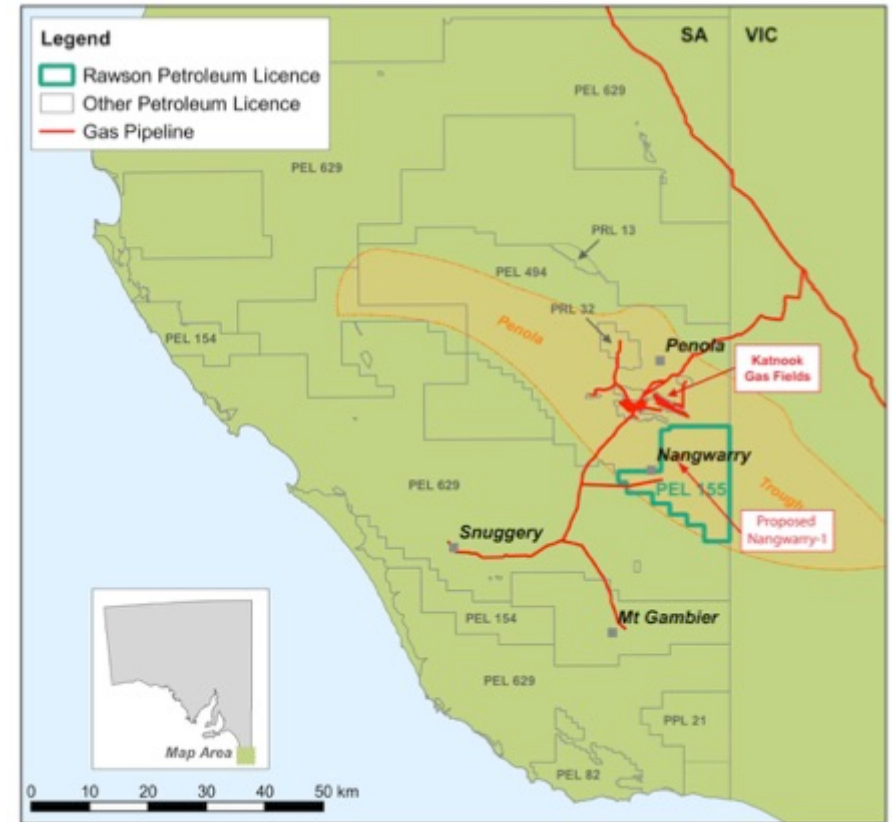 Legend
Rawson Petroleum Licence
Other Petroleum Licence
Gas Pipeline
SA
VIC
PEL 629
PEL 629
PRL 13
PEL 494
PRL 32
Penola
PEL 154
Penola
Katnook
Gas Fields
Nangwarry
PEL 155
Trough
PEL 629
Proposed
Nangwarry-1
Snuggery
PEL 154
Mt Gambier
PEL 629
PPL 21
PEL 82
Map Area
0 10 20 30 40 50 km